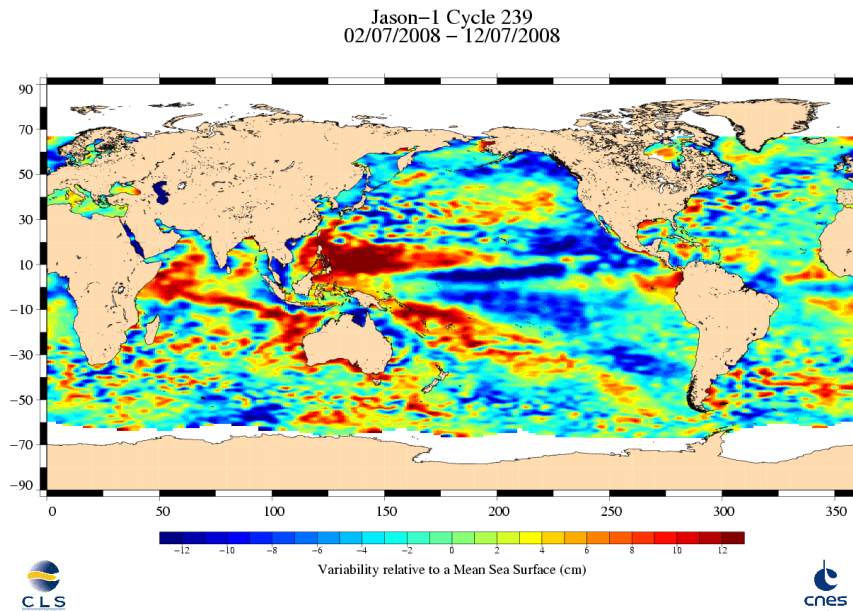 Jason−1 Cycle 239
02/07/2008 − 12/07/2008
90
70
50
30
10
−10
−30
−50
−70
−90
0 50 100 150 200 250 300 350
−12 −10 −8 −6 −4 −2 0 2 4 6 8 10 12
Variability relative to a Mean Sea Surface (cm)
CLS
cnes